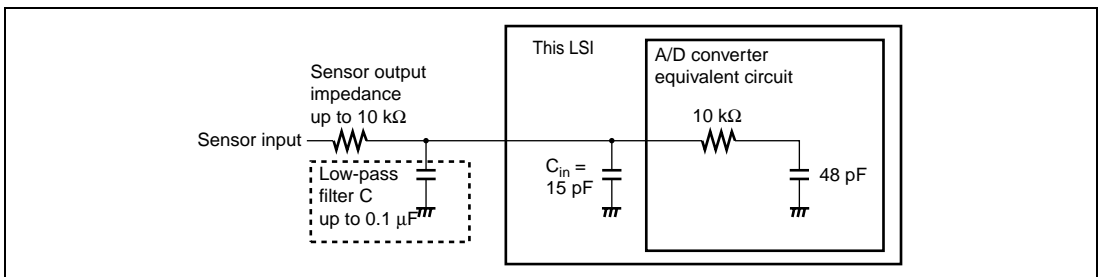 This LSI
A/D converter
equivalent circuit
Sensor output
impedance
up to 10 kΩ
10 kΩ
Sensor input
Low-pass
filter C
up to 0.1 μF
C_in =
15 pF
48 pF